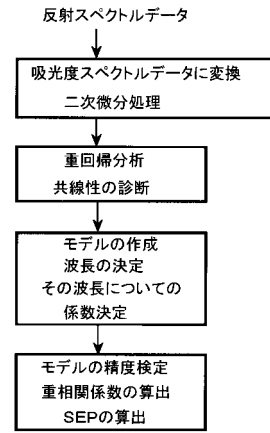 反射スペクトルデータ
吸光度スペクトルデータに変換
二次微分処理
重回帰分析
共線性の診断
モデルの作成
波長の決定
その波長についての
係数決定
モデルの精度検定
重相関係数の算出
SEPの算出